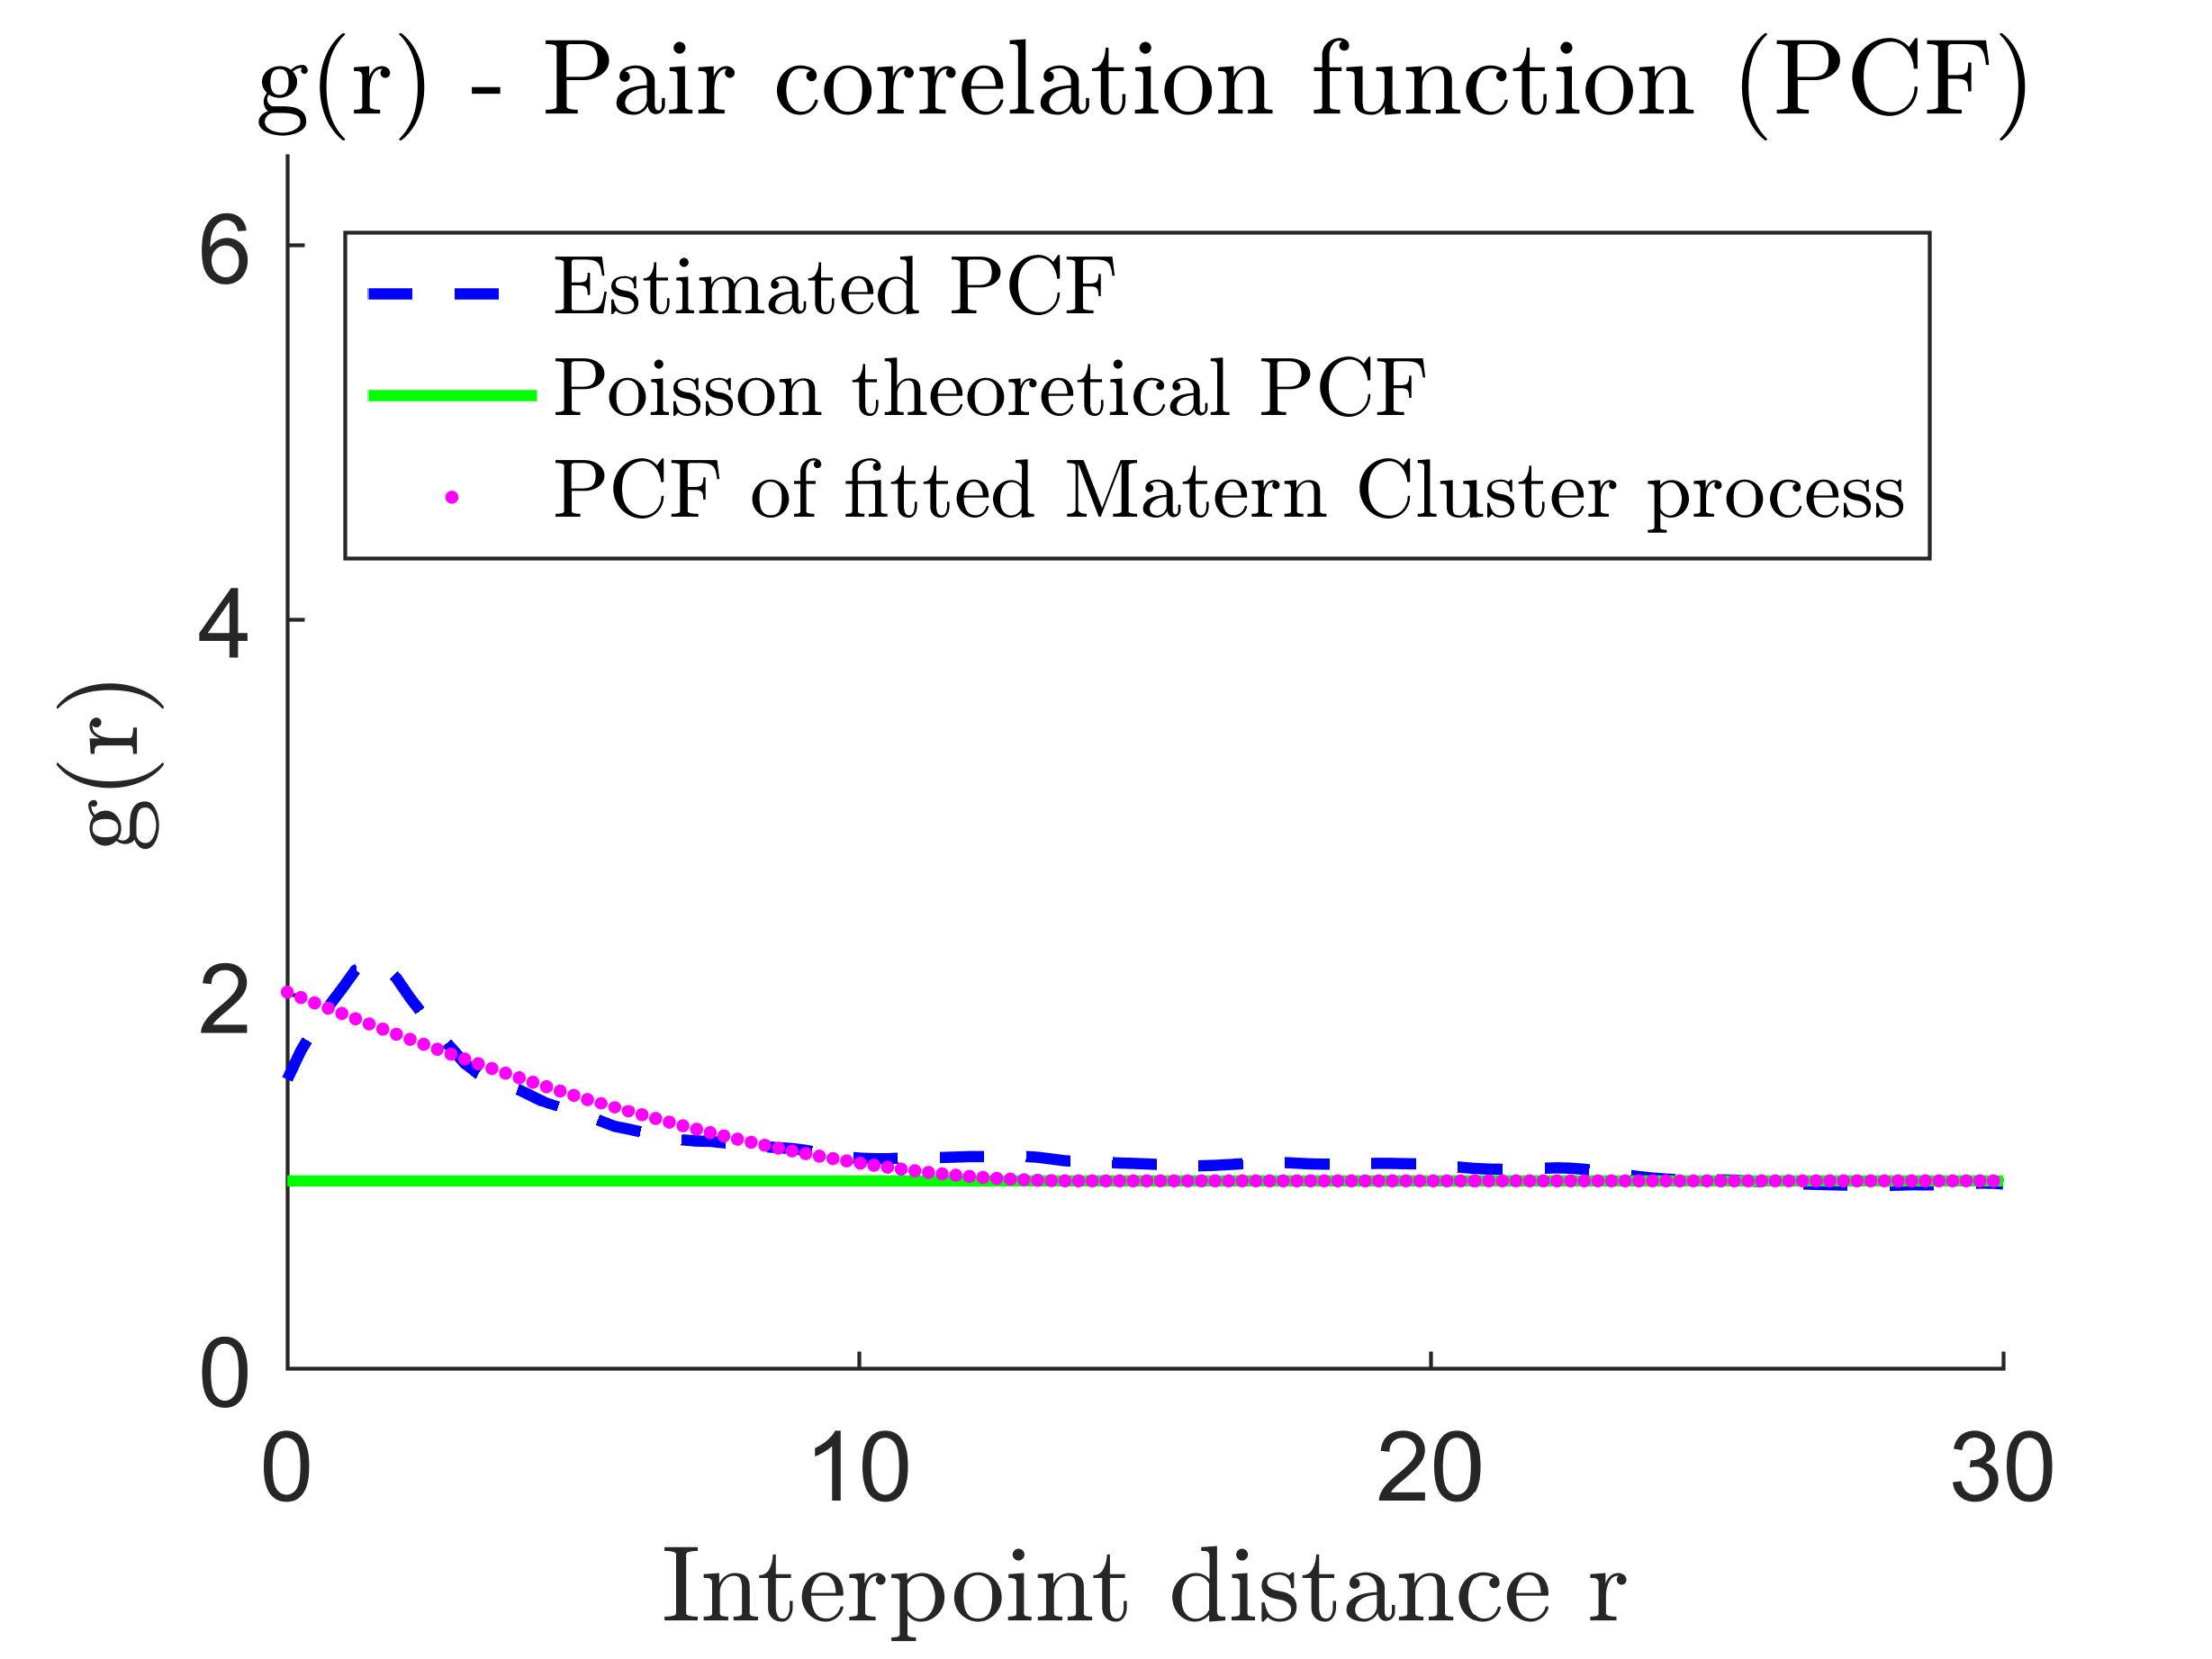 g(r) - Pair correlation function (PCF)
6
Estimated PCF
Poisson theoretical PCF
PCF of fitted Matern Cluster process
4
g(r)
2
0
0 10 20 30
Interpoint distance r